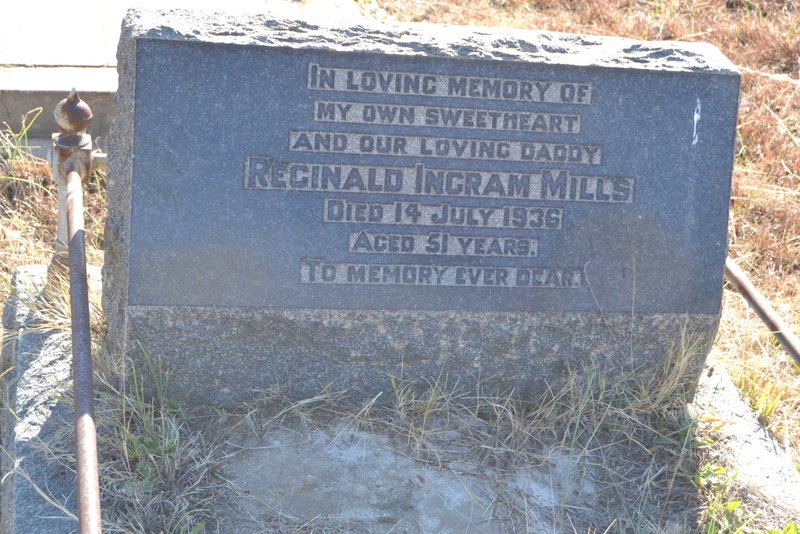 IN LOVING MEMORY OF
MY OWN SWEETHEART
AND OUR LOVING DADDY
REGINALD INGRAM MILLS
DIED 14 JULY 1936
AGED 51 YEARS.
TO MEMORY EVER DEAR.